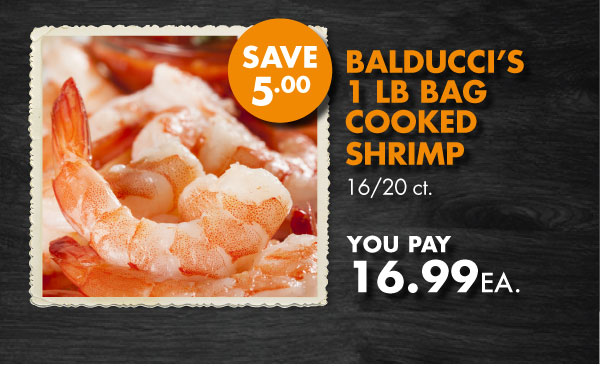 SAVE
5.00
BALDUCCI'S
1 LB BAG
COOKED
SHRIMP
16/20 ct.
YOU PAY
16.99EA.